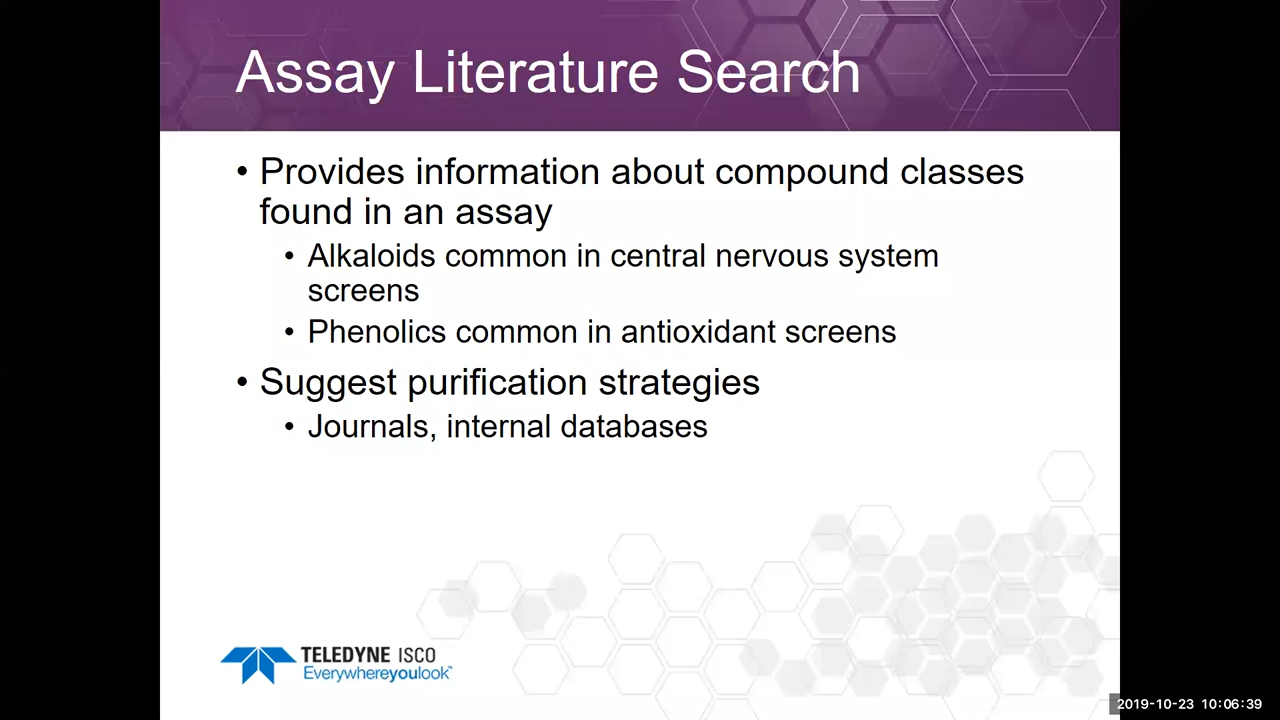 Assay Literature Search
• Provides information about compound classes
found in an assay
• Alkaloids common in central nervous system
screens
• Phenolics common in antioxidant screens
• Suggest purification strategies
• Journals, internal databases
TELEDYNE ISCO
Everywhereyoulook™
2019-10-23 10:06:39